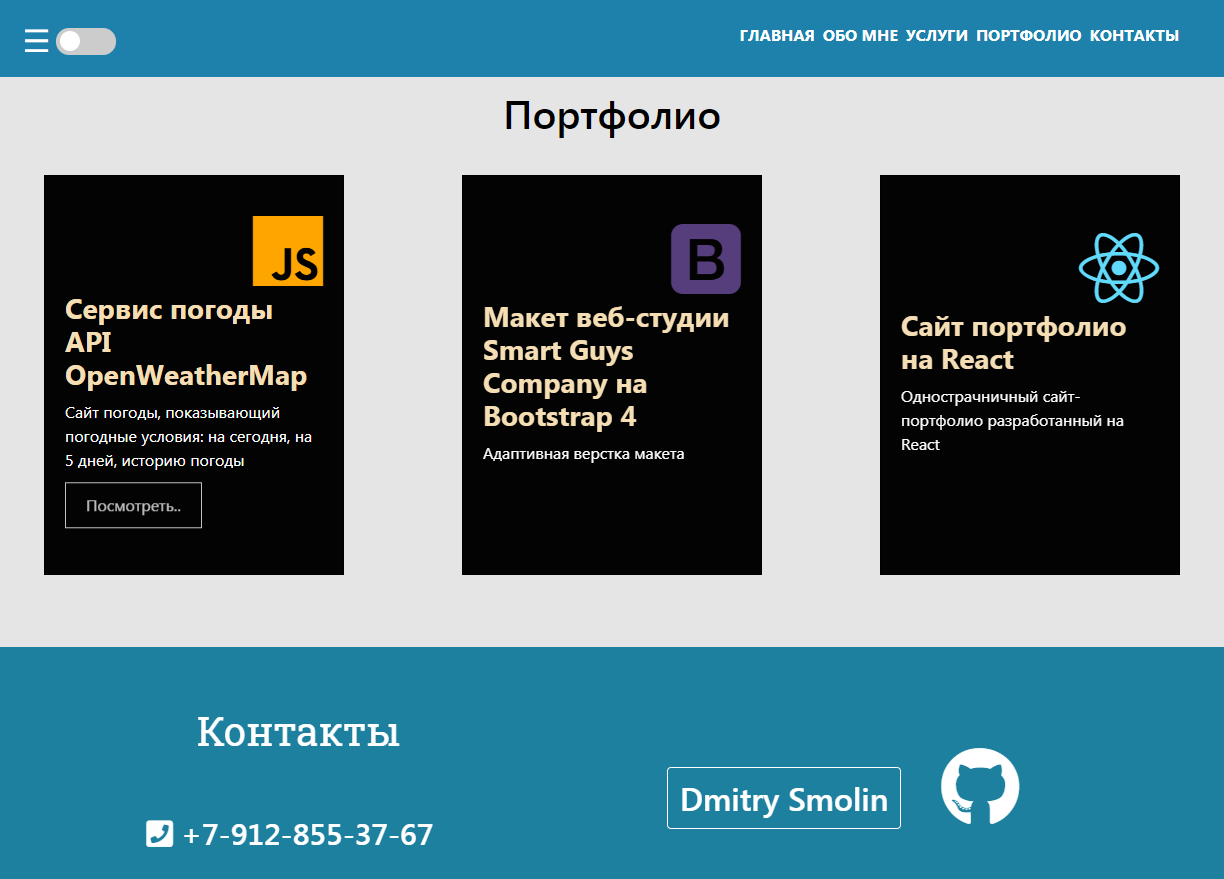 ГЛАВНАЯ ОБО МНЕ УСЛУГИ ПОРТФОЛИО КОНТАКТЫ
Портфолио
JS
Сервис погоды
API
OpenWeatherMap
Сайт погоды, показывающий
погодные условия: на сегодня, на
5 дней, историю погоды
Посмотреть..
B
Макет веб-студии
Smart Guys
Company на
Bootstrap 4
Адаптивная верстка макета
Сайт портфолио
на React
Однострачничный сайт-
портфолио разработанный на
React
Контакты
+7-912-855-37-67
Dmitry Smolin